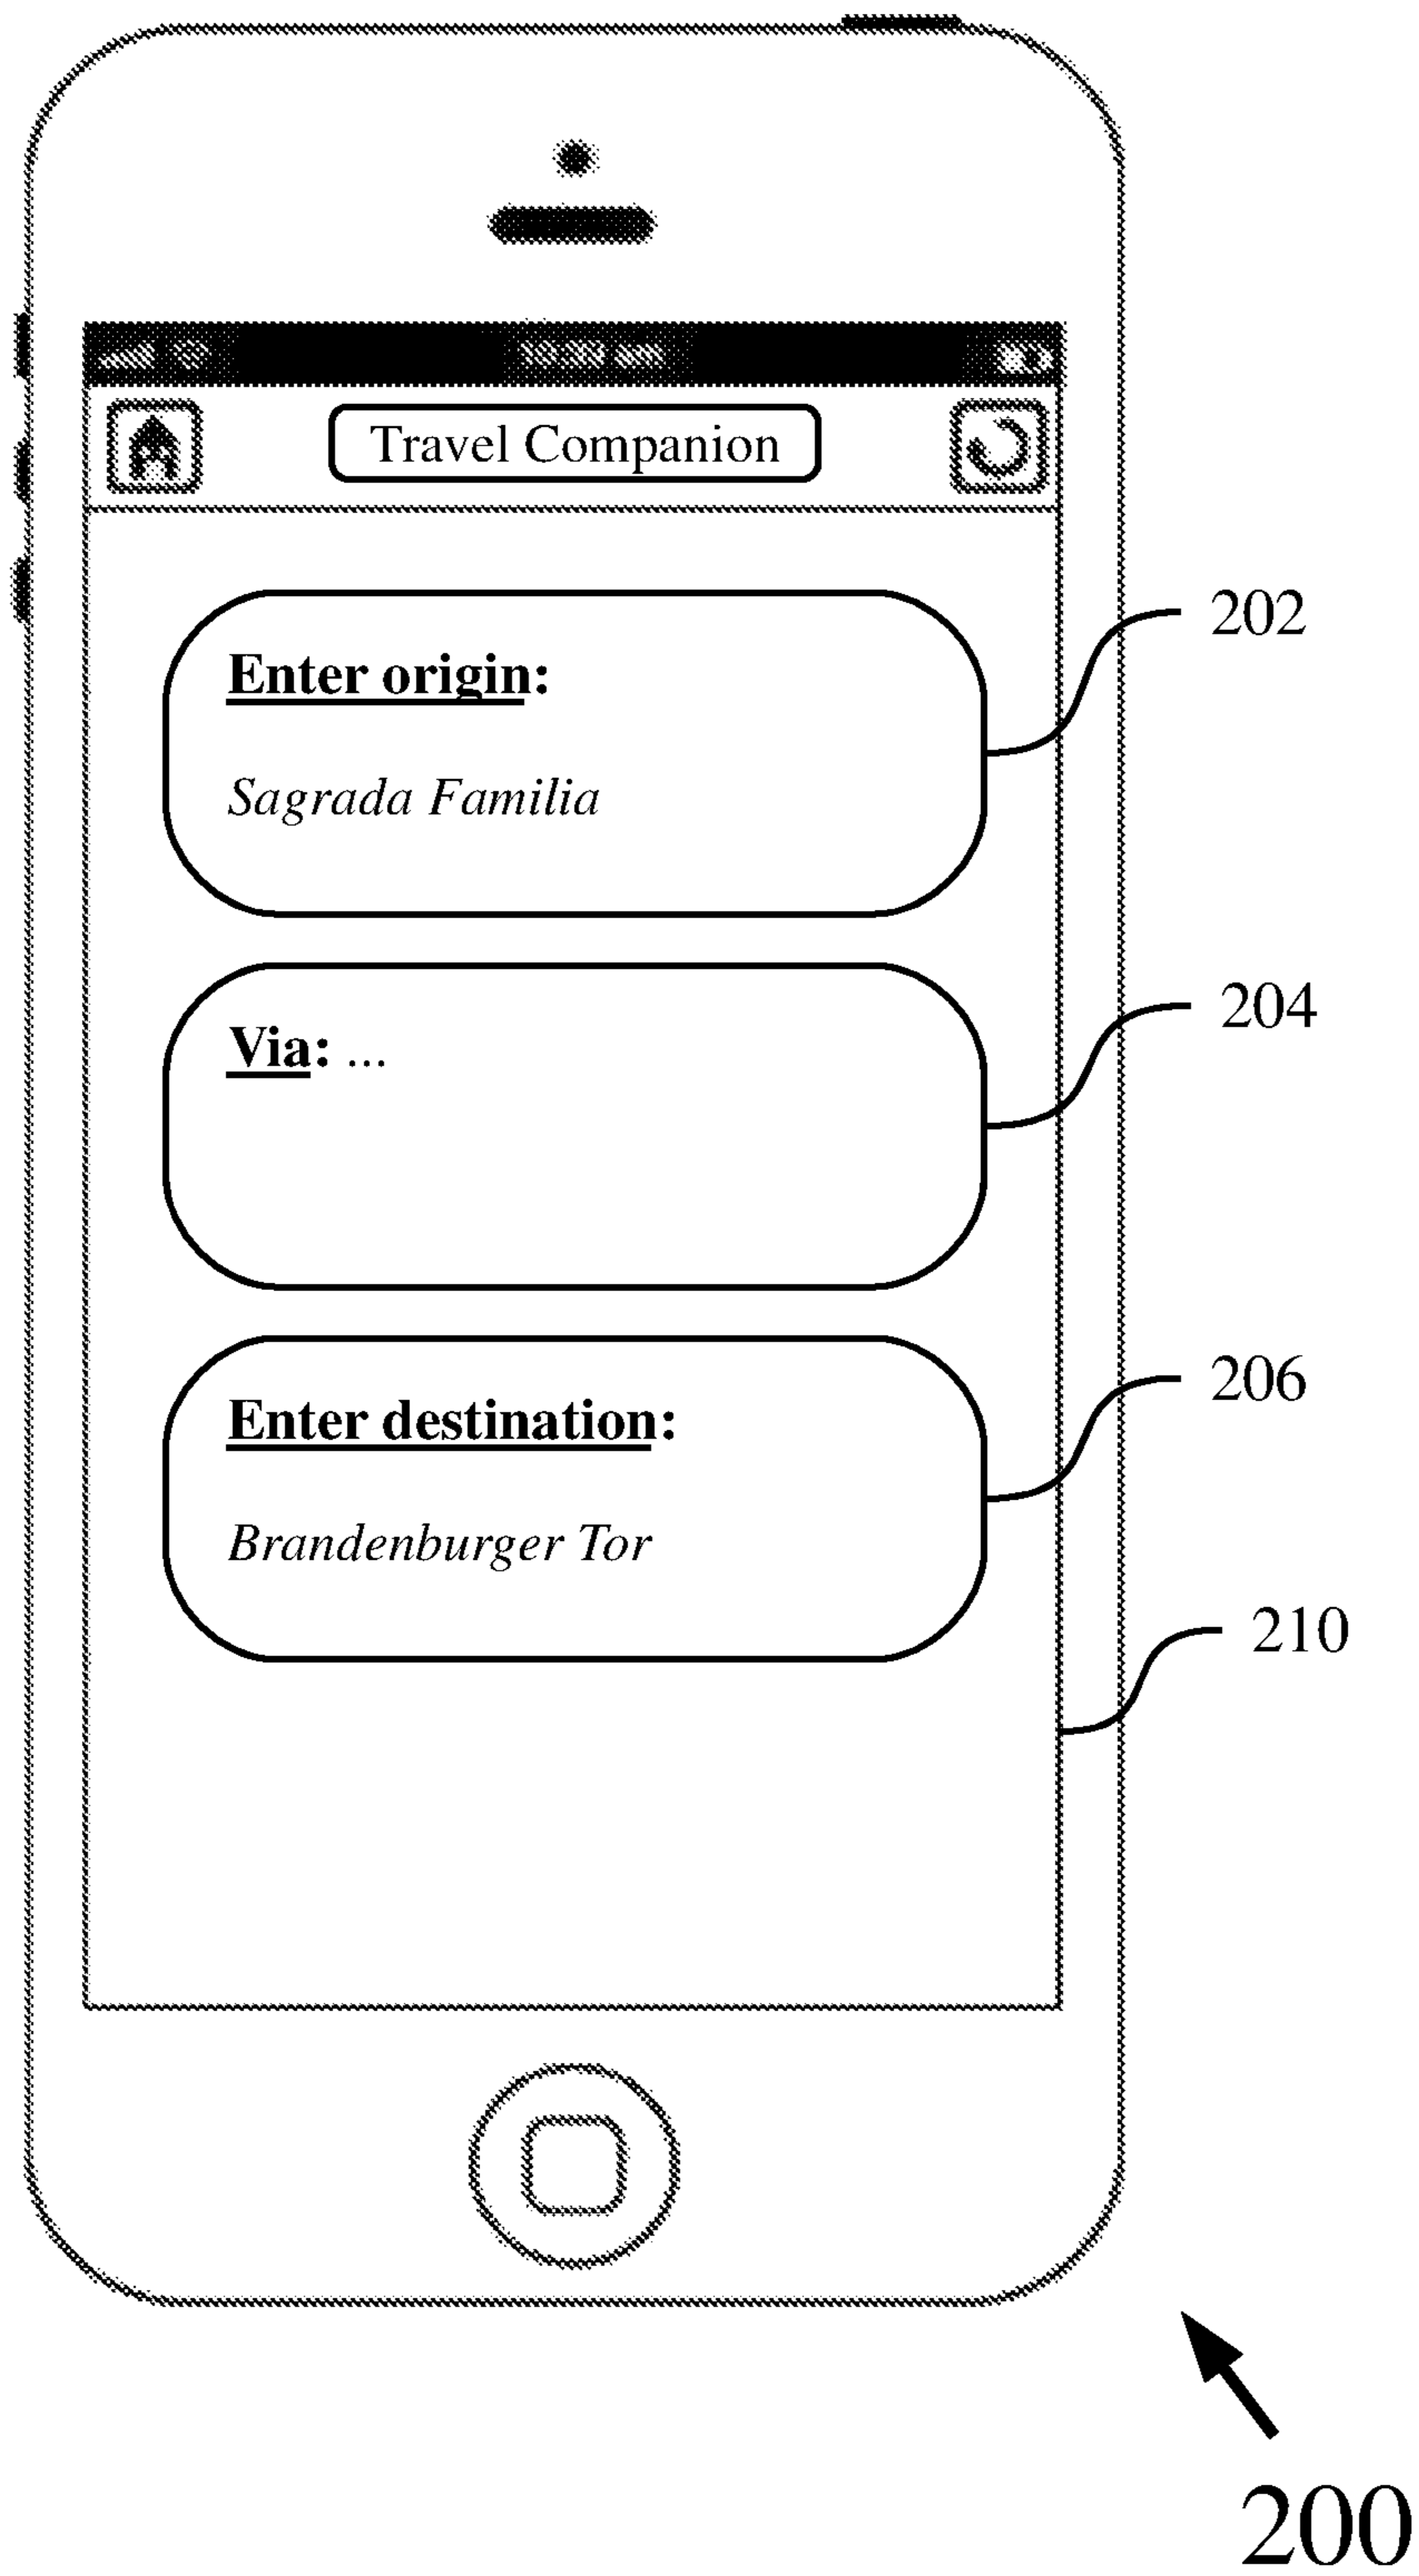 Travel Companion
202
Enter origin:
Sagrada Familia
204
Via: ...
206
Enter destination:
Brandenburger Tor
210
200